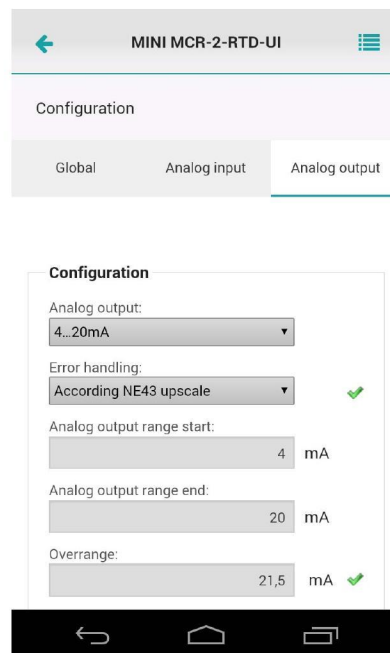 MINI MCR-2-RTD-UI
Configuration
Global Analog input Analog output
Configuration
Analog output:
4...20mA
Error handling:
According NE43 upscale
Analog output range start:
4 mA
Analog output range end:
20 mA
Overrange:
21,5 mA